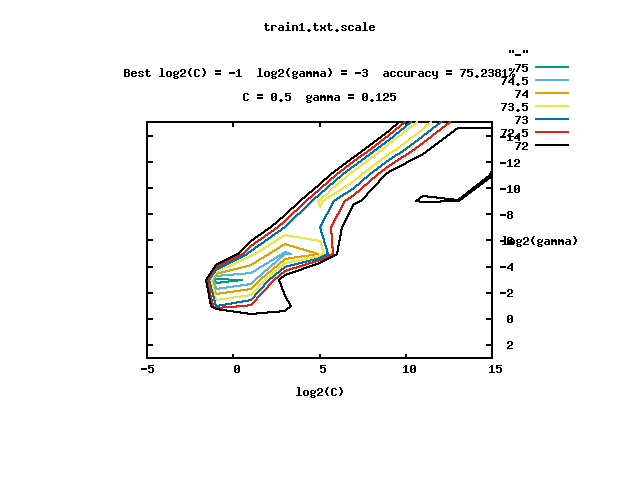 train1.txt.scale
"-"
Best log2(C) = -1  log2(gamma) = -3  accuracy = 75.2381%
C = 0.5  gamma = 0.125
75
74.5
74
73.5
73
72.5
72
-14
-12
-10
-8
-6
log2(gamma)
-4
-2
0
2
-5 0 5 10 15
log2(C)